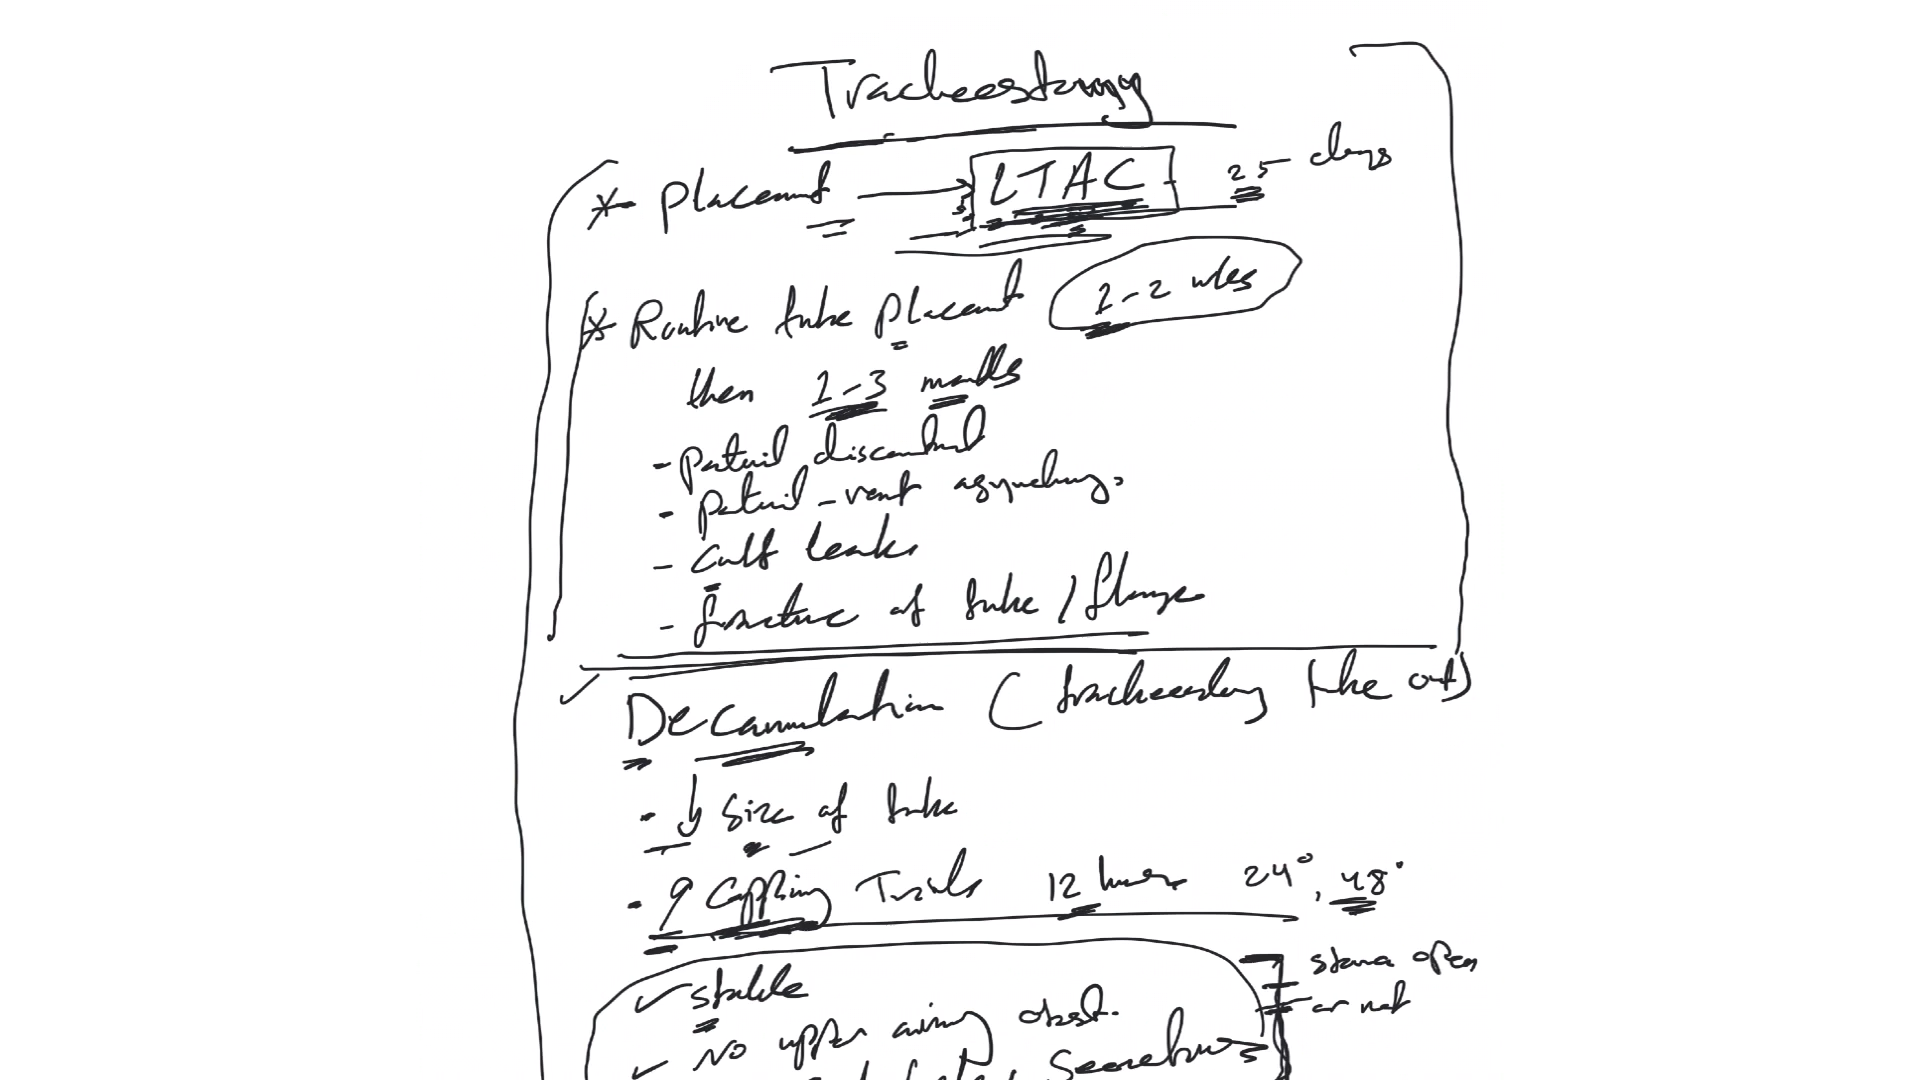 Tracheostomy
* Placement → LTAC 25 days
* Routine tube placement 1-2 wks
then 1-3 months
- patient discomfort
- patient-vent asynchrony.
- cuff leaks
- fracture of tube / flange
✓ Decannulation (tracheostomy tube out)
- ↓ size of tube
- Capping Trials 12 hours 24°, 48°
✓ stable
stoma open
or not
✓ No upper airway obst.
secretions